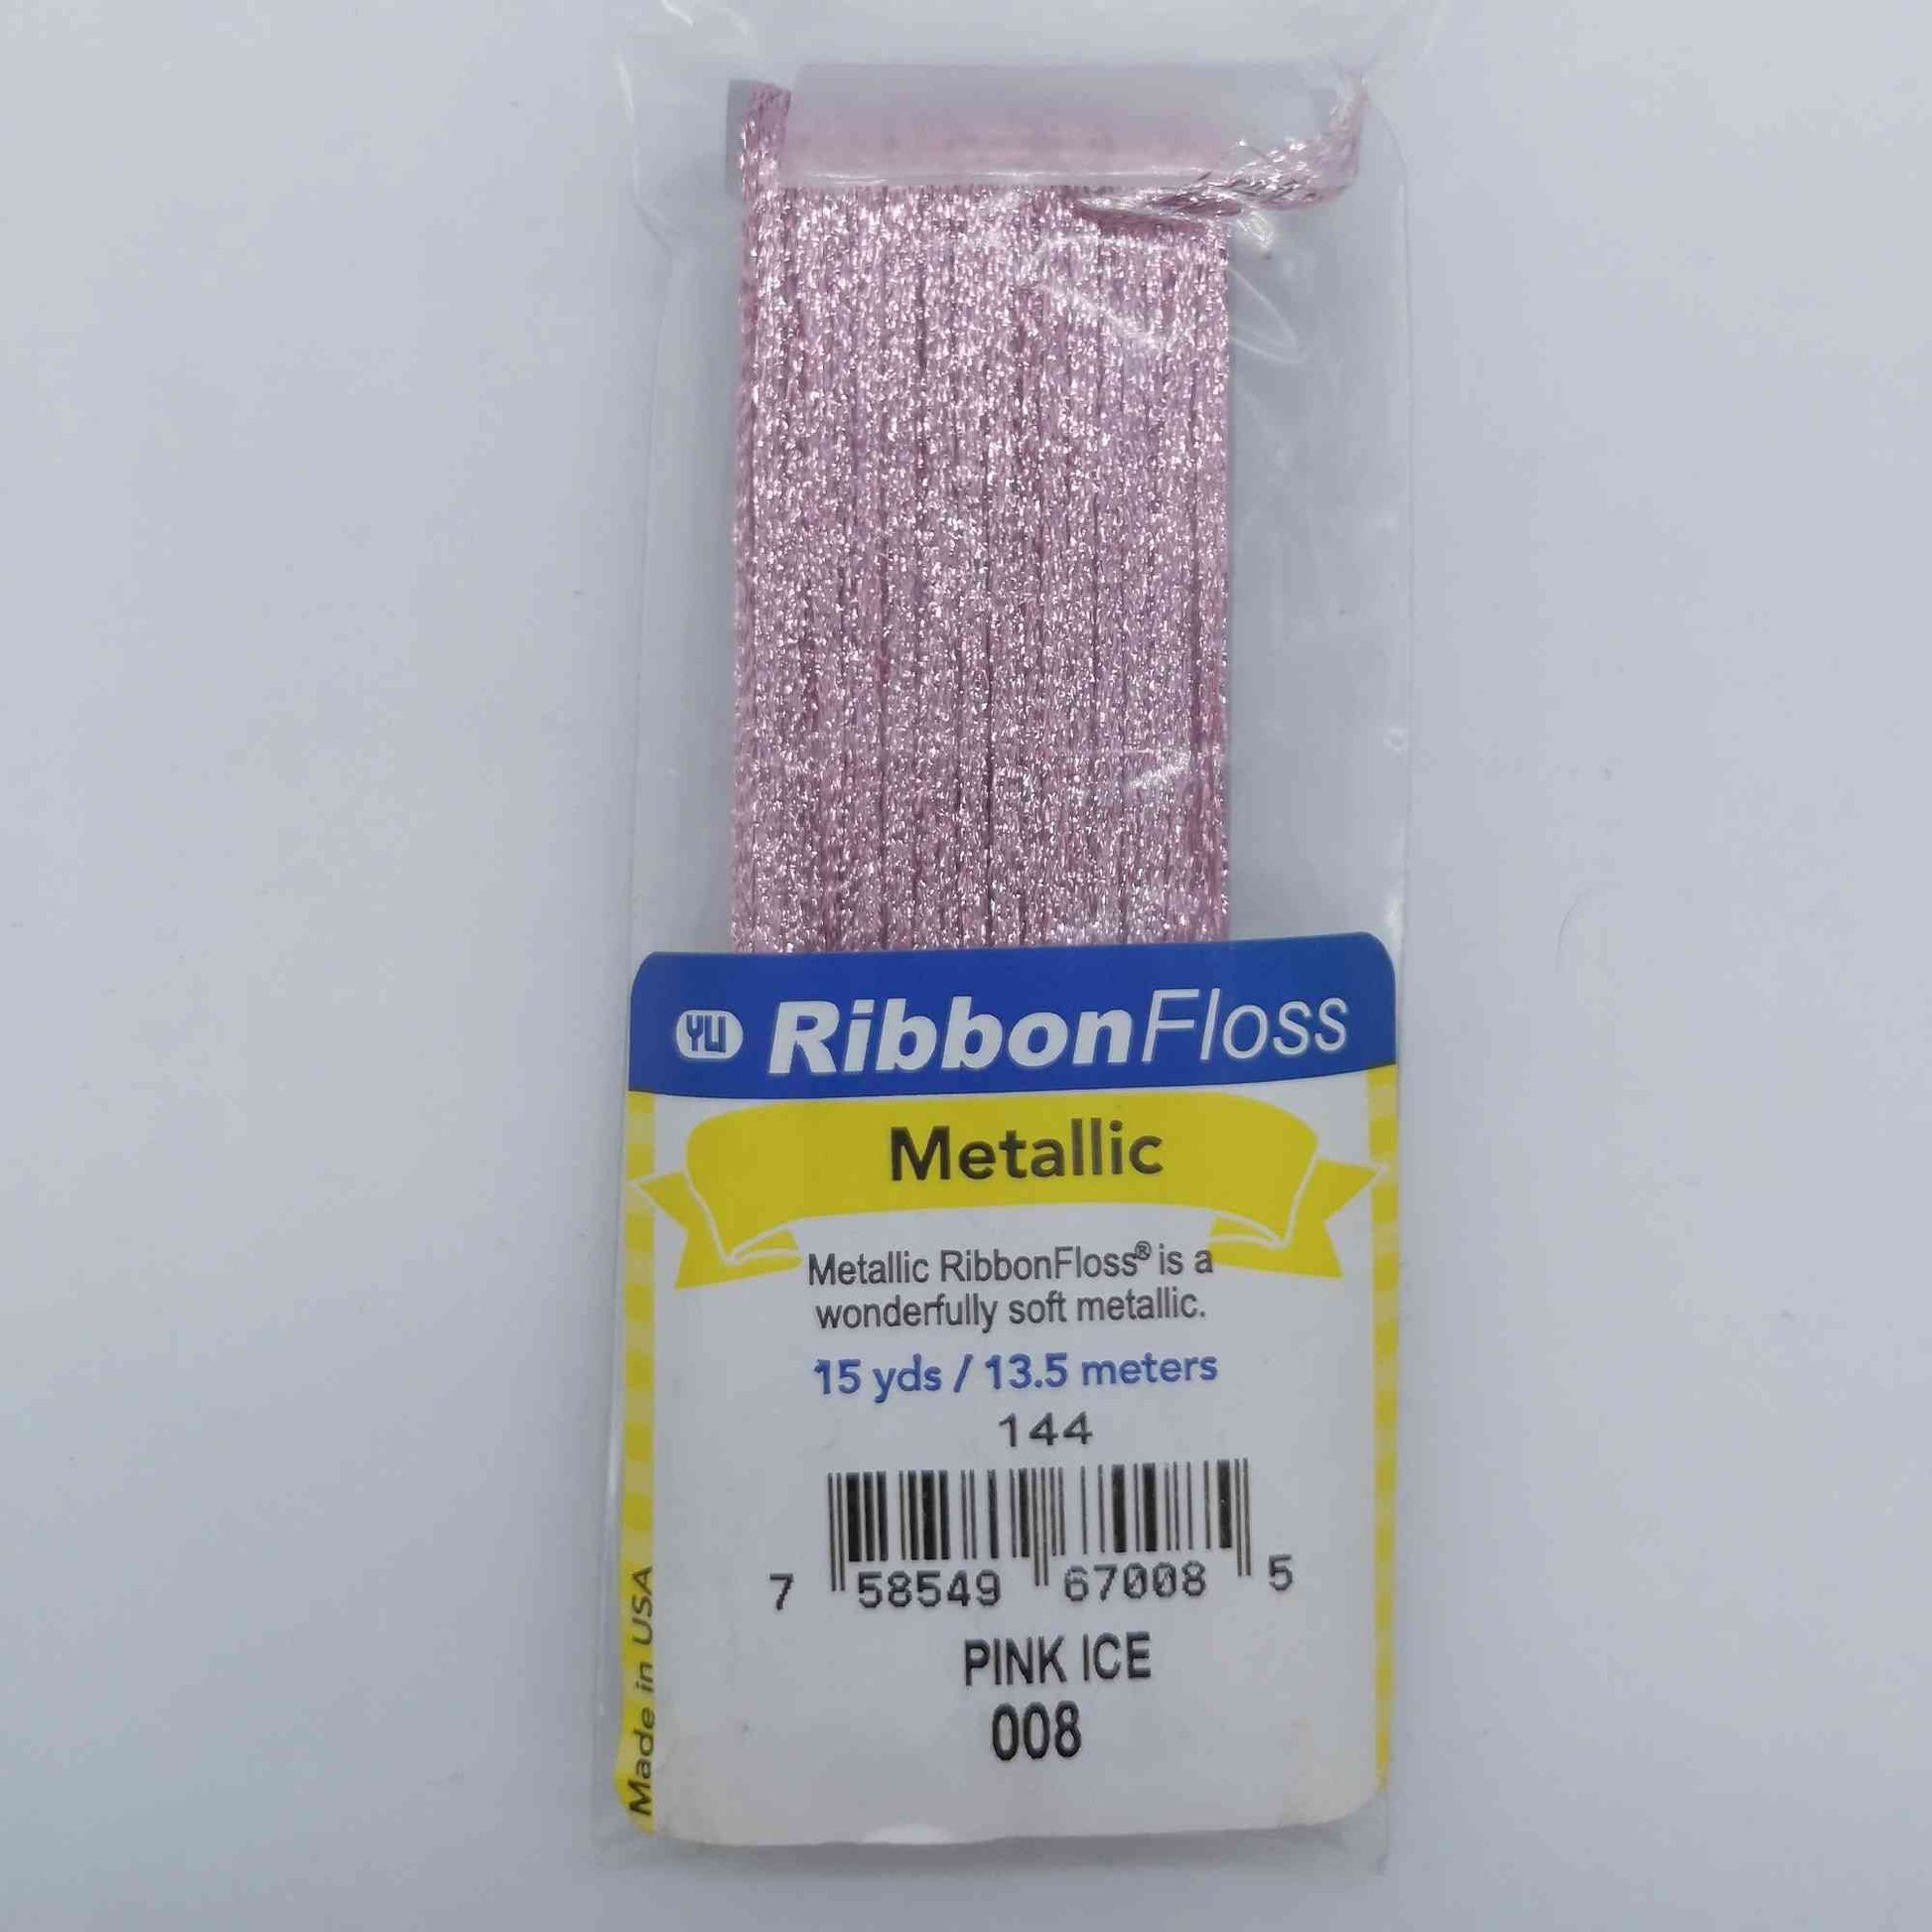 YLI RibbonFloss
Metallic
Metallic RibbonFloss® is a
wonderfully soft metallic.
15 yds / 13.5 meters
144
7 58549 67008 5
PINK ICE
008
Made in USA